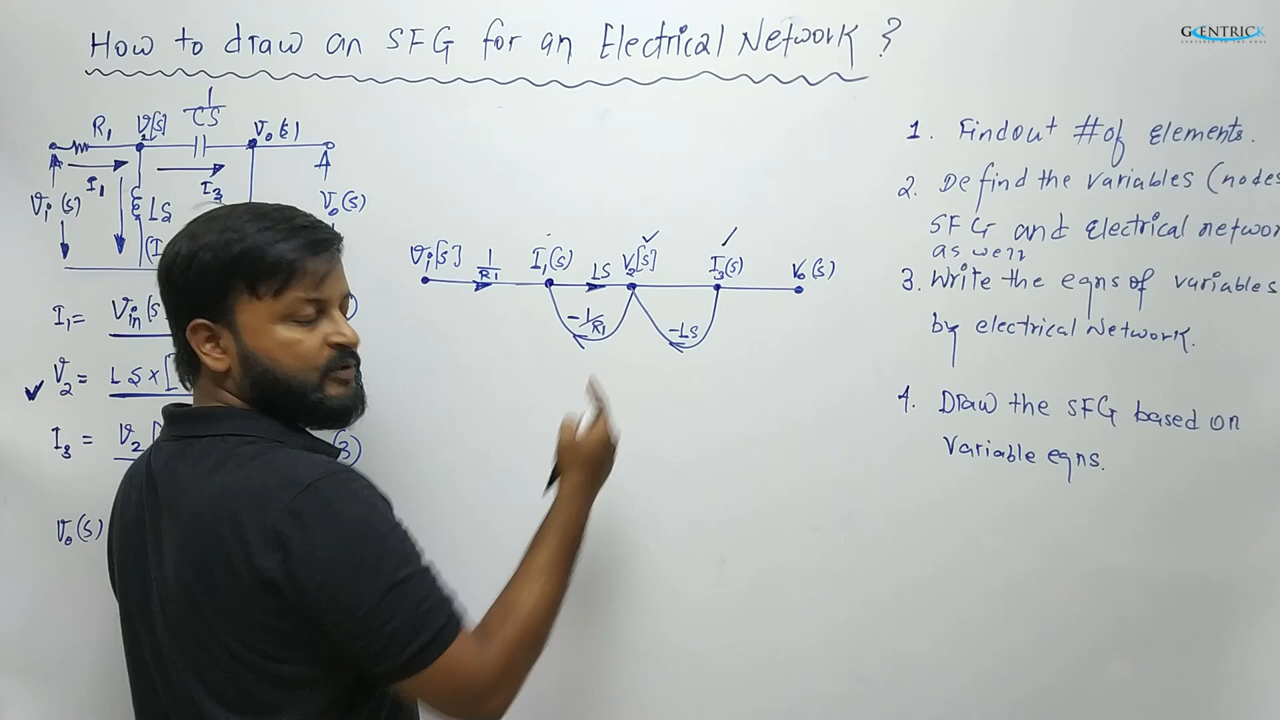 How to draw an SFG for an Electrical Network ?
GENTRICK
R1
V2[s]
1/CS
Vo(s)
I1
I3
Vi(s)
LS
Vo(s)
I1 = Vin(s
V2 = LS×[
I3 = V2
(3)
Vo(s)
Vi[s]
1/R1
I1(s)
LS
V2[s]
I3(s)
Vo(s)
-1/R1
-LS
1. Findout # of elements.
2. Define the variables (nodes
SFG and Electrical networ
as well
3. Write the eqns of variables
by electrical Network.
4. Draw the SFG based on
Variable eqns.